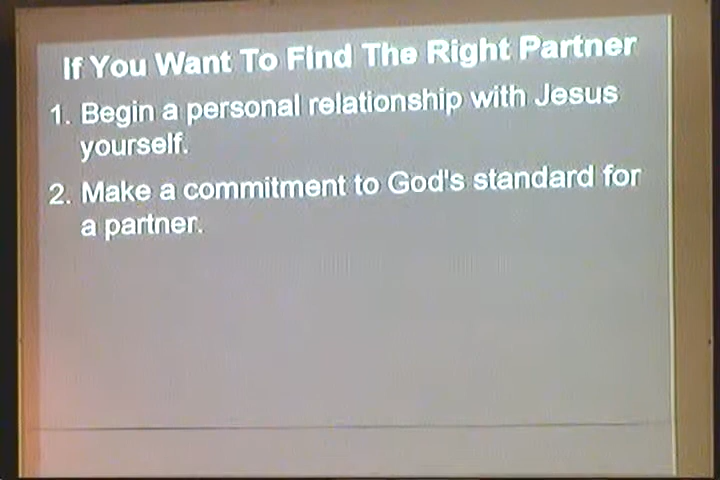 If You Want To Find The Right Partner
1. Begin a personal relationship with Jesus
yourself.
2. Make a commitment to God's standard for
a partner.